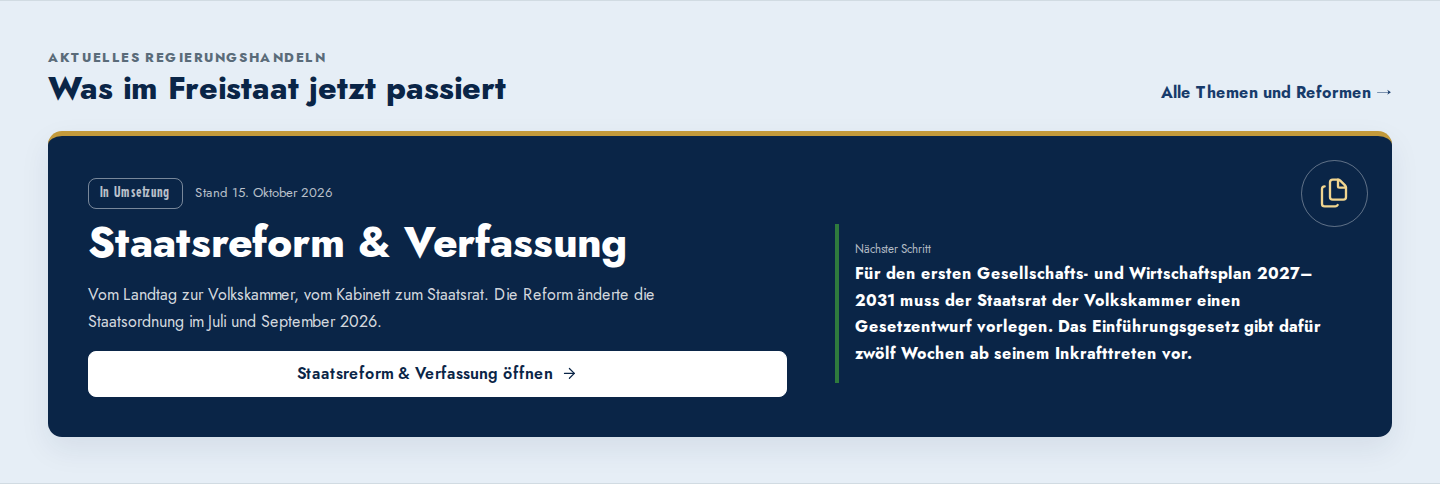 AKTUELLES REGIERUNGSHANDELN
Was im Freistaat jetzt passiert
Alle Themen und Reformen →
In Umsetzung
Stand 15. Oktober 2026
Staatsreform & Verfassung
Vom Landtag zur Volkskammer, vom Kabinett zum Staatsrat. Die Reform änderte die
Staatsordnung im Juli und September 2026.
Staatsreform & Verfassung öffnen →
Nächster Schritt
Für den ersten Gesellschafts- und Wirtschaftsplan 2027–
2031 muss der Staatsrat der Volkskammer einen
Gesetzentwurf vorlegen. Das Einführungsgesetz gibt dafür
zwölf Wochen ab seinem Inkrafttreten vor.